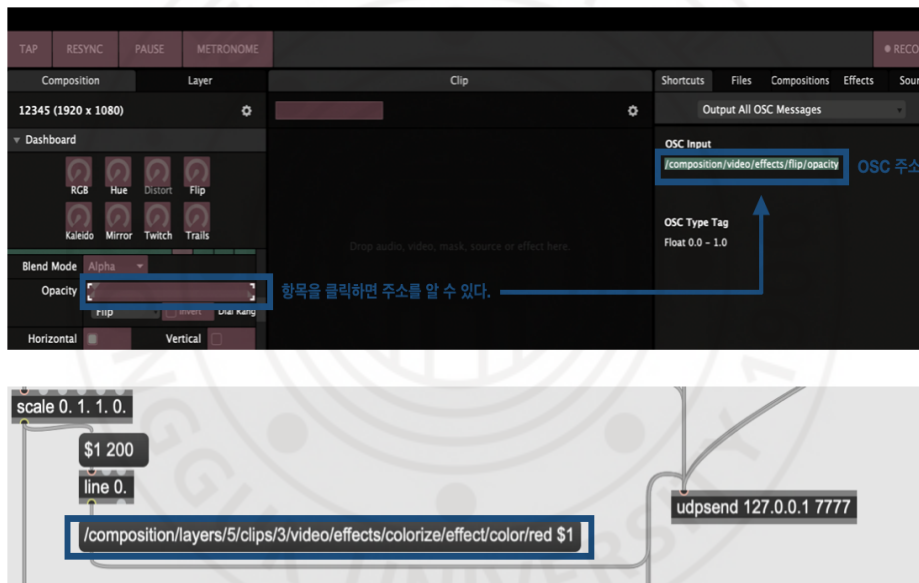 TAP RESYNC PAUSE METRONOME
● RECO
Composition Layer Clip Shortcuts Files Compositions Effects Sour
12345 (1920 x 1080)
Output All OSC Messages
Dashboard
OSC Input
/composition/video/effects/flip/opacity OSC 주소
RGB Hue Distort Flip
OSC Type Tag
Kaleido Mirror Twitch Trails
Float 0.0 – 1.0
Drop audio, video, mask, source or effect here.
Blend Mode Alpha
Opacity 항목을 클릭하면 주소를 알 수 있다.
Flip Invert Dial Rang
Horizontal Vertical
scale 0. 1. 1. 0.
$1 200
line 0.
udpsend 127.0.0.1 7777
/composition/layers/5/clips/3/video/effects/colorize/effect/color/red $1
UNIVERSITY